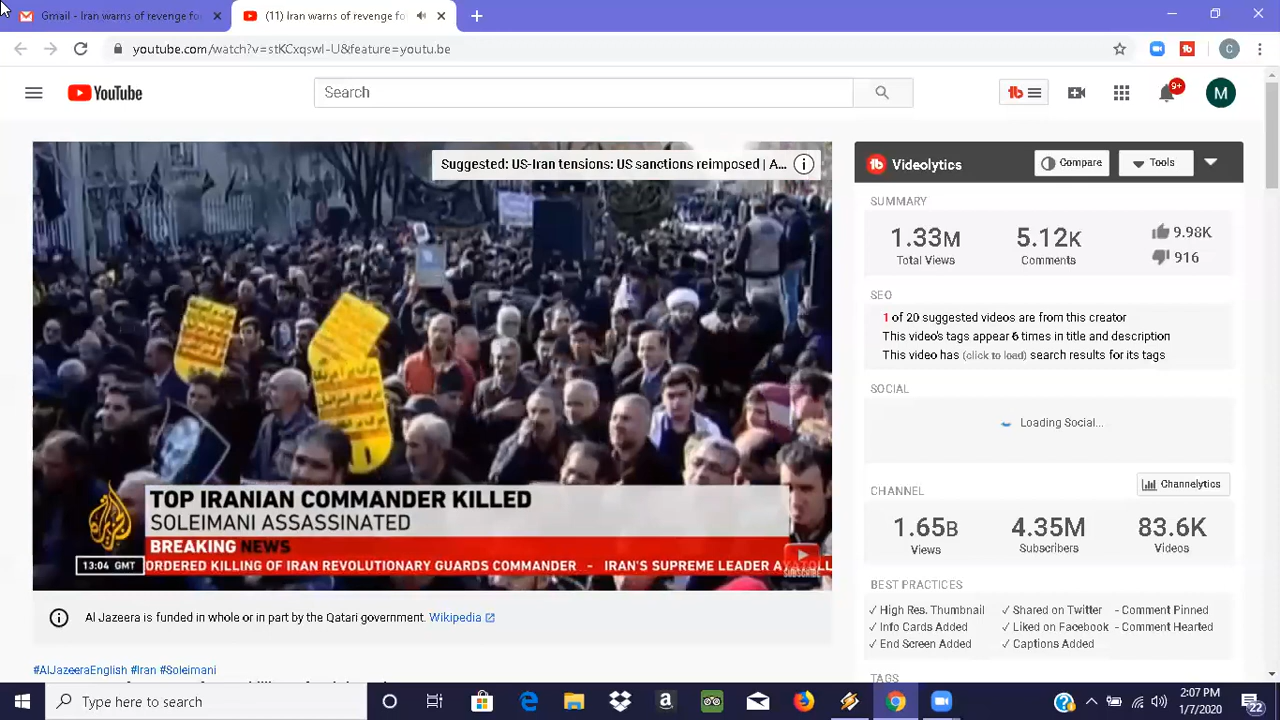 Gmail - Iran warns of revenge for
(11) Iran warns of revenge fo
youtube.com/watch?v=stKCxqswI-U&feature=youtu.be
C
YouTube
Search
9+
M
Suggested: US-Iran tensions: US sanctions reimposed | A...
TOP IRANIAN COMMANDER KILLED
SOLEIMANI ASSASSINATED
BREAKING NEWS
13:04 GMT
ORDERED KILLING OF IRAN REVOLUTIONARY GUARDS COMMANDER - IRAN'S SUPREME LEADER
SUBSCRIBE
Al Jazeera is funded in whole or in part by the Qatari government. Wikipedia
#AlJazeeraEnglish #Iran #Soleimani
Videolytics
Compare
Tools
SUMMARY
1.33M
Total Views
5.12K
Comments
9.98K
916
SEO
1 of 20 suggested videos are from this creator
This video's tags appear 6 times in title and description
This video has (click to load) search results for its tags
SOCIAL
Loading Social...
CHANNEL
Channelytics
1.65B
Views
4.35M
Subscribers
83.6K
Videos
BEST PRACTICES
✓ High Res. Thumbnail
✓ Shared on Twitter
- Comment Pinned
✓ Info Cards Added
✓ Liked on Facebook
- Comment Hearted
✓ End Screen Added
✓ Captions Added
TAGS
Type here to search
2:07 PM
1/7/2020
22